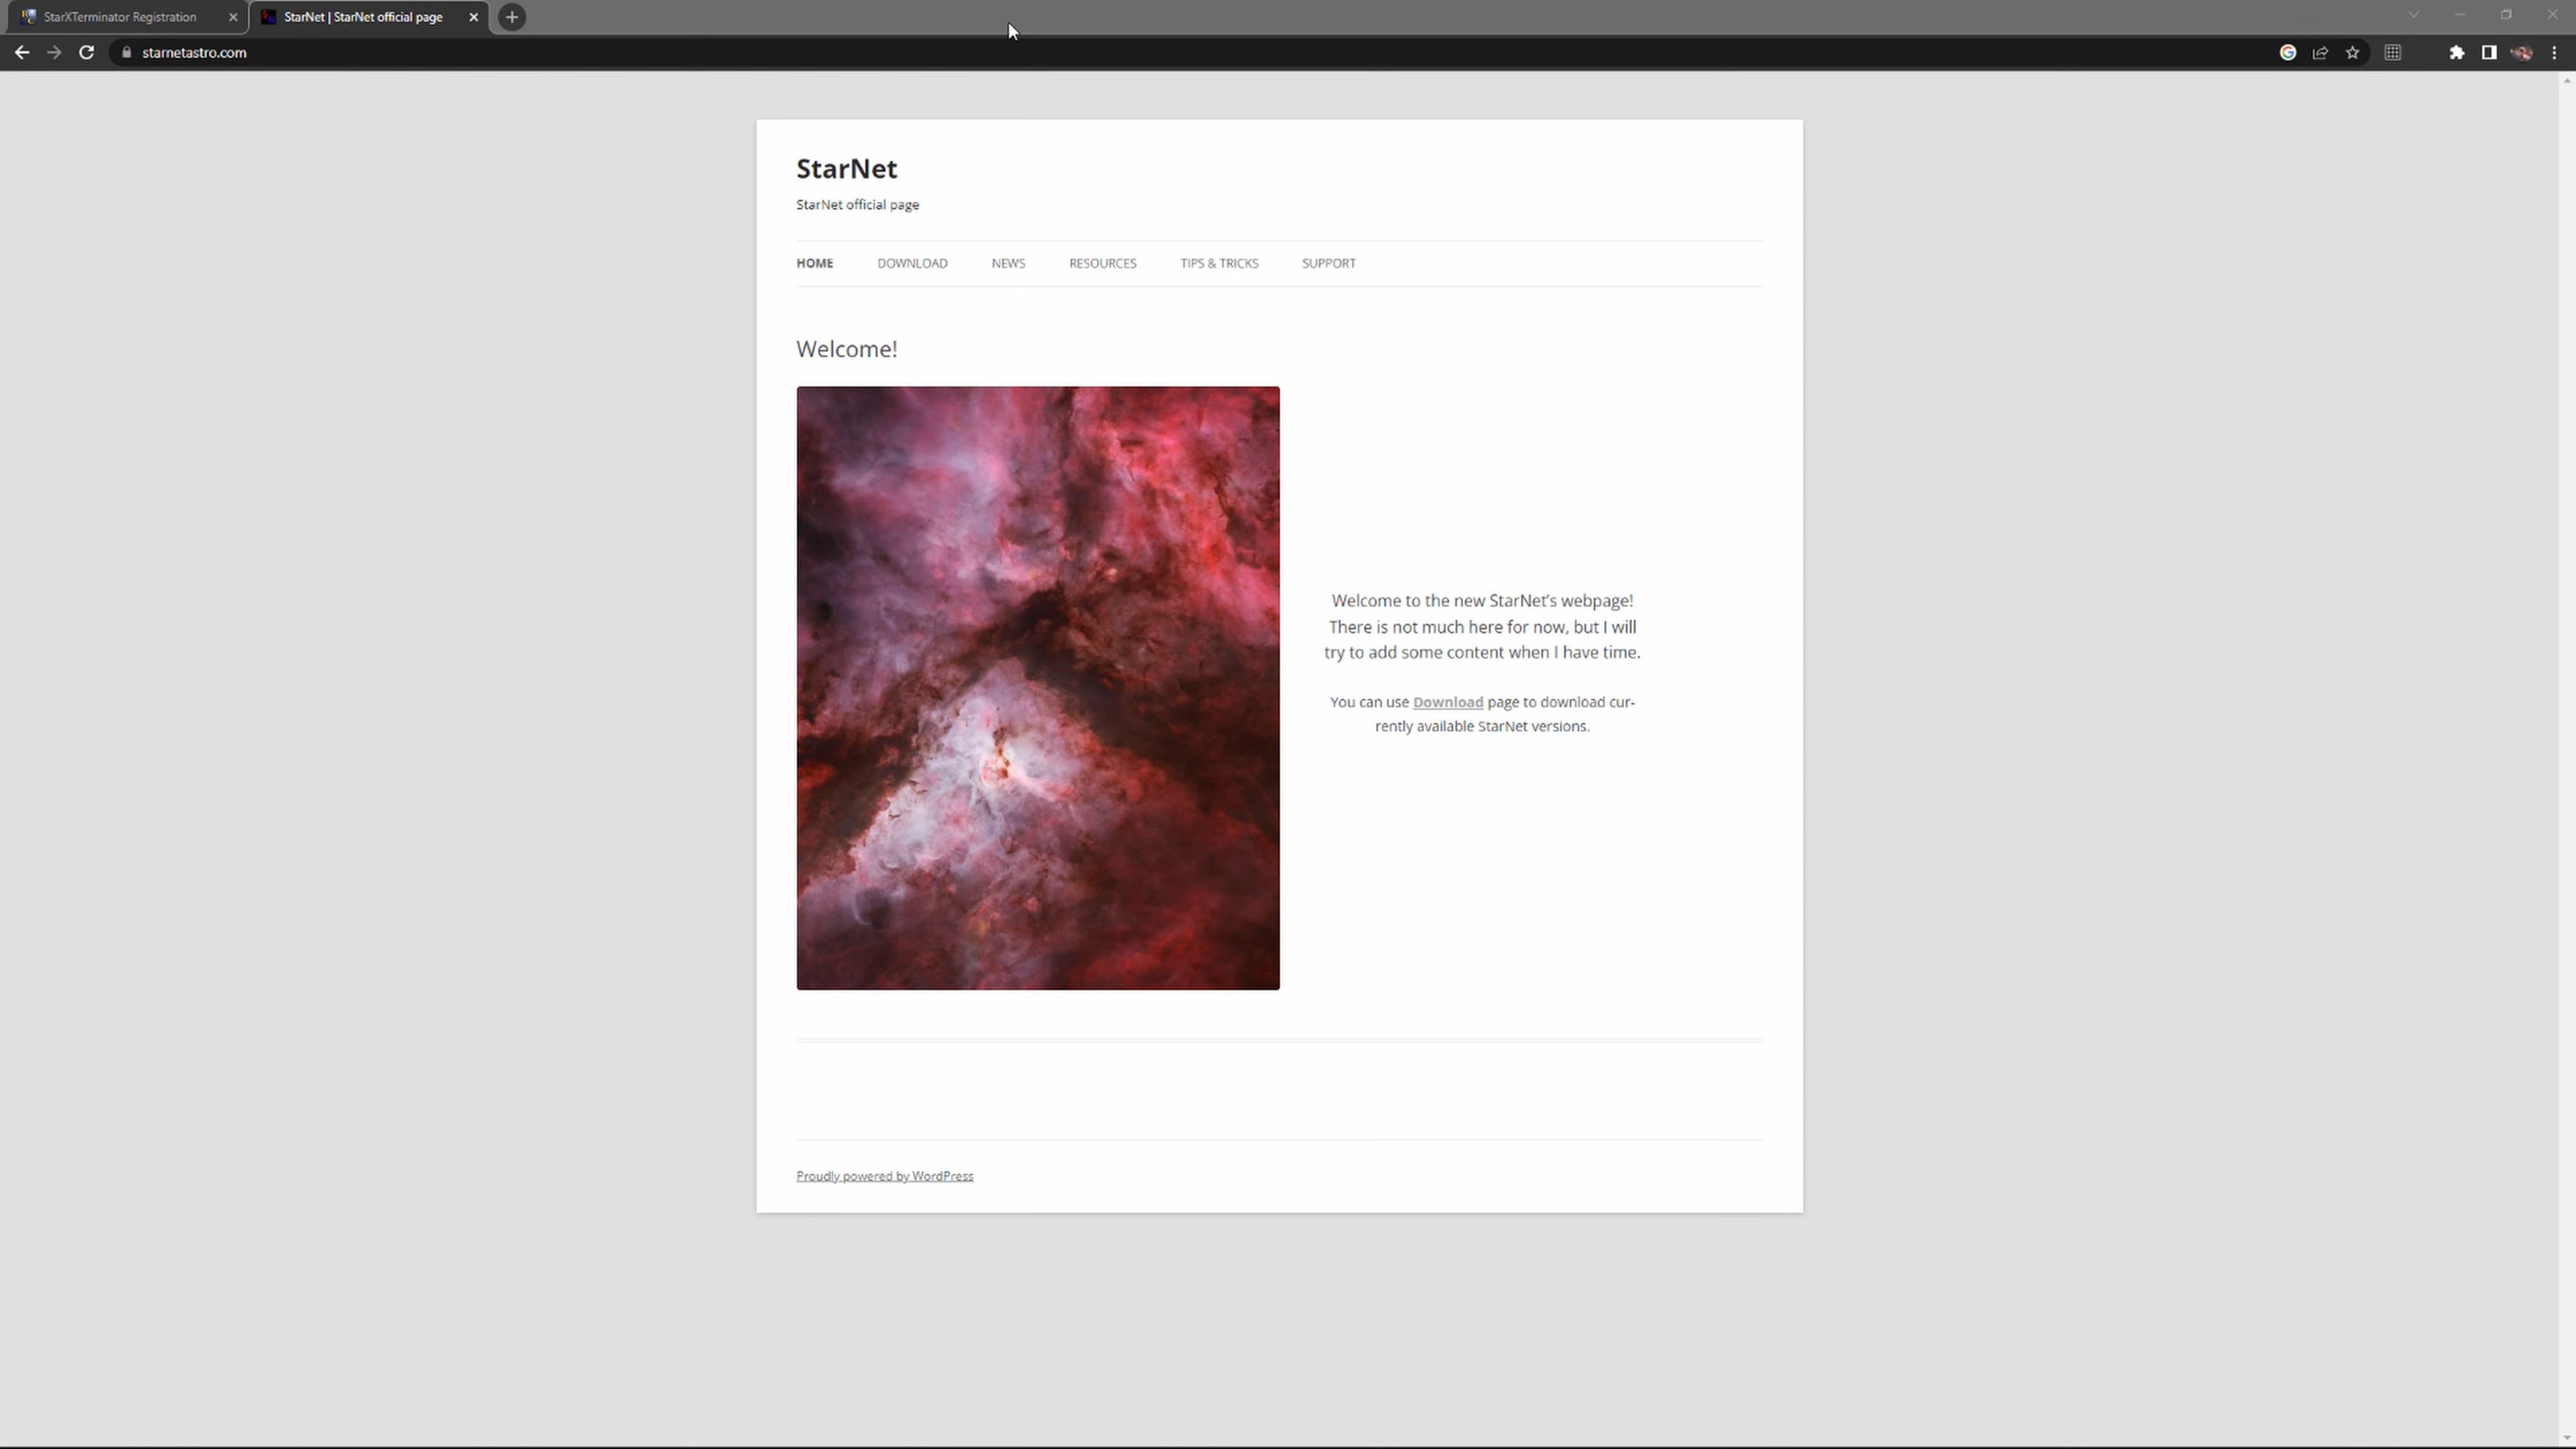 StarXTerminator Registration
StarNet | StarNet official page
starnetastro.com
StarNet
StarNet official page
HOME
DOWNLOAD
NEWS
RESOURCES
TIPS & TRICKS
SUPPORT
Welcome!
Welcome to the new StarNet’s webpage!
There is not much here for now, but I will
try to add some content when I have time.
You can use Download page to download cur-
rently available StarNet versions.
Proudly powered by WordPress